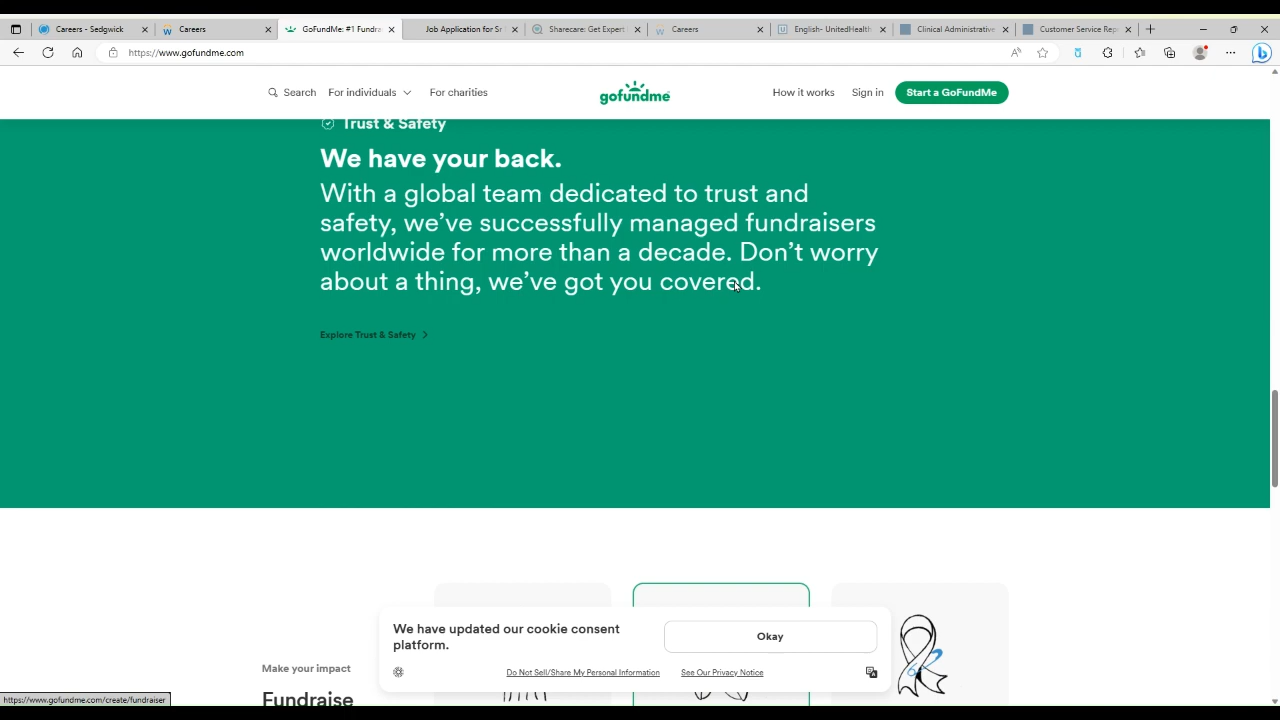 Careers - Sedgwick
Careers
GoFundMe: #1 Fundra
Job Application for Sr
Sharecare: Get Expert
Careers
English- UnitedHealth
Clinical Administrative
Customer Service Rep
https://www.gofundme.com
Search
For individuals
For charities
gofundme
How it works
Sign in
Start a GoFundMe
Trust & Safety
We have your back.
With a global team dedicated to trust and
safety, we've successfully managed fundraisers
worldwide for more than a decade. Don't worry
about a thing, we've got you covered.
Explore Trust & Safety
We have updated our cookie consent
platform.
Okay
Do Not Sell/Share My Personal Information
See Our Privacy Notice
Make your impact
Fundraise
https://www.gofundme.com/create/fundraiser